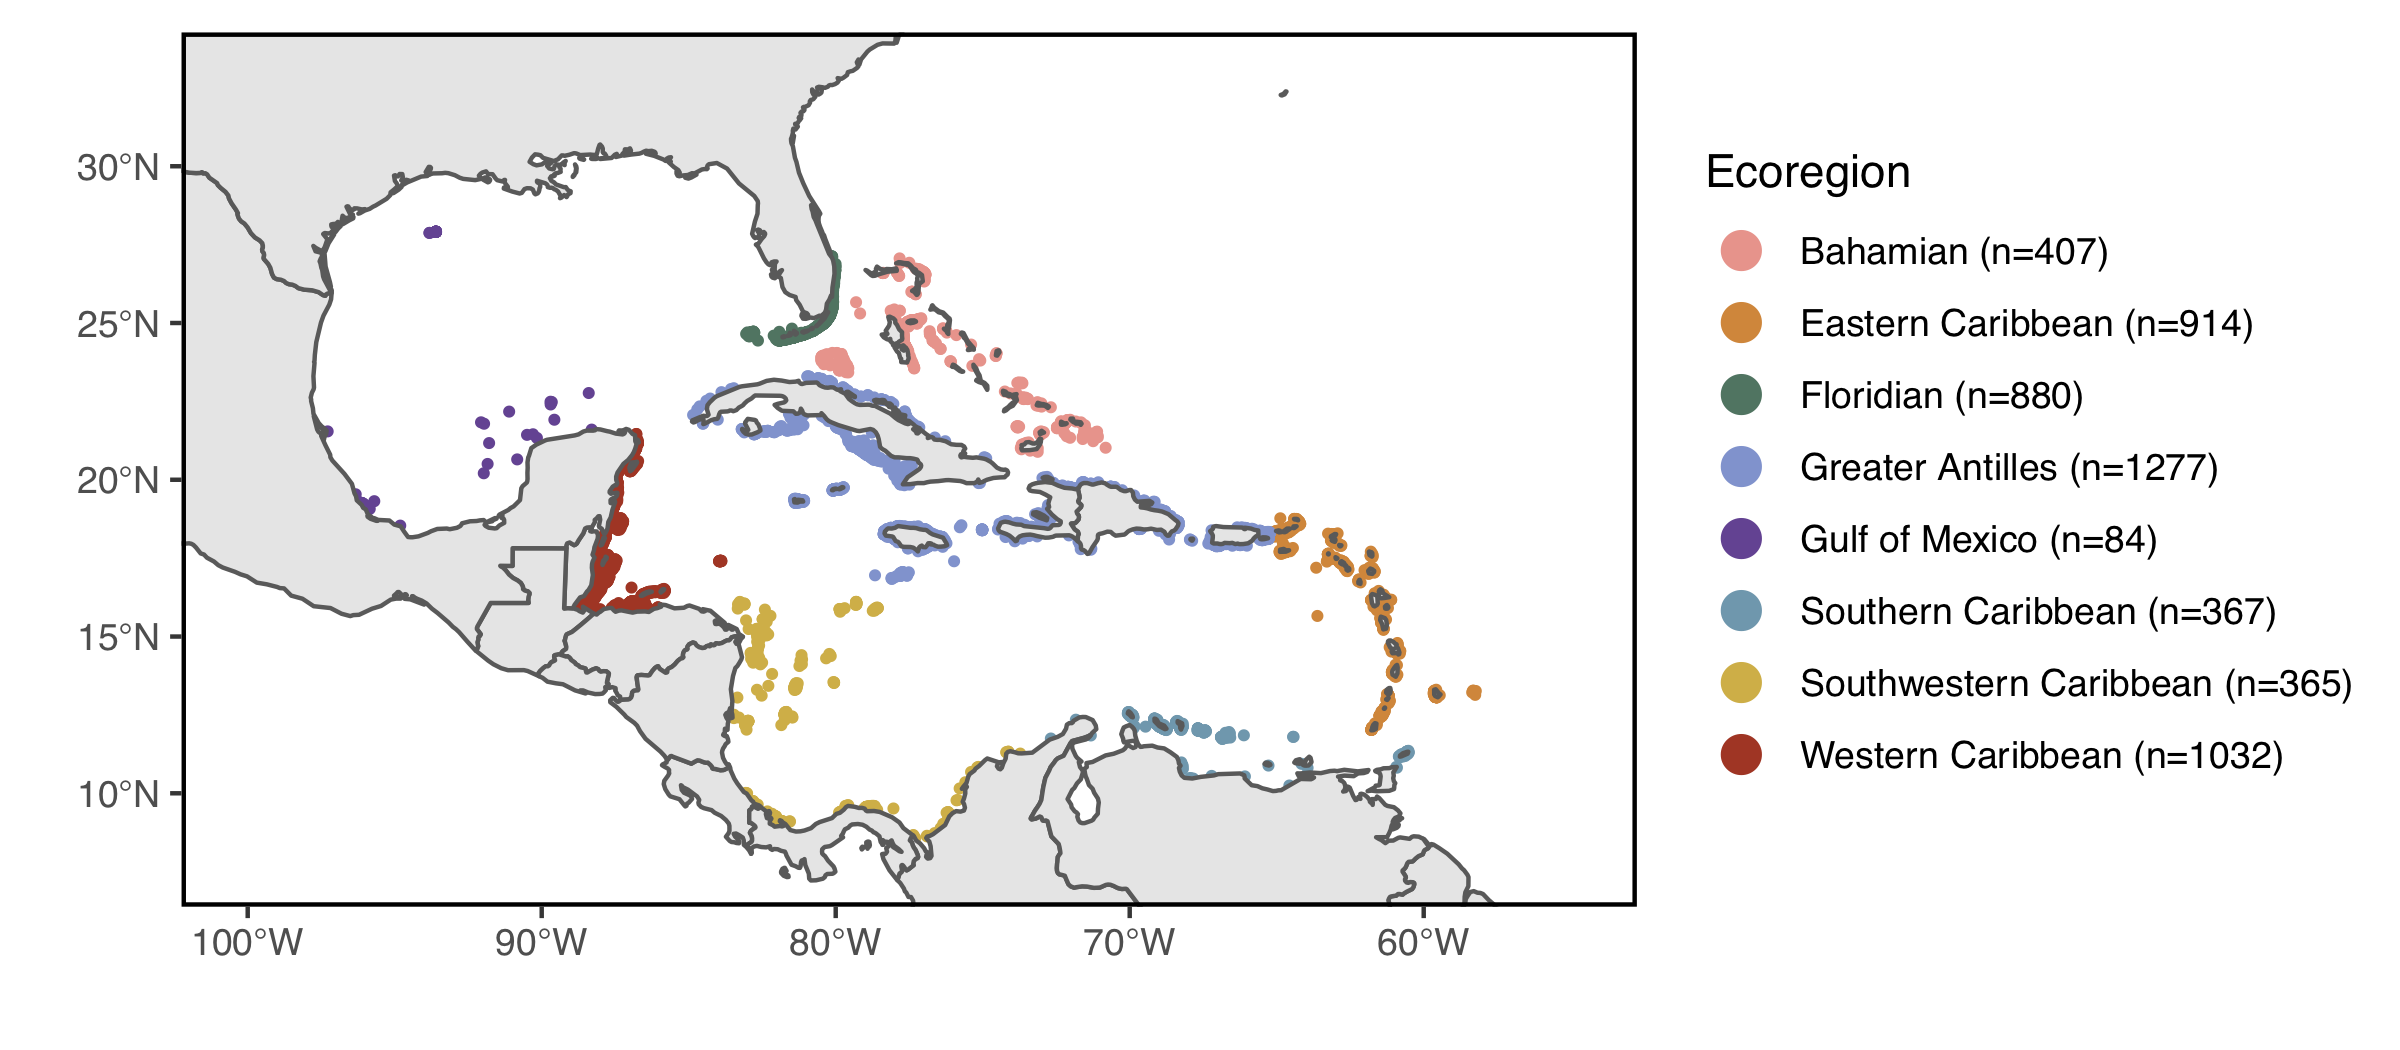 30°N
25°N
20°N
15°N
10°N
100°W
90°W
80°W
70°W
60°W
Ecoregion
Bahamian (n=407)
Eastern Caribbean (n=914)
Floridian (n=880)
Greater Antilles (n=1277)
Gulf of Mexico (n=84)
Southern Caribbean (n=367)
Southwestern Caribbean (n=365)
Western Caribbean (n=1032)